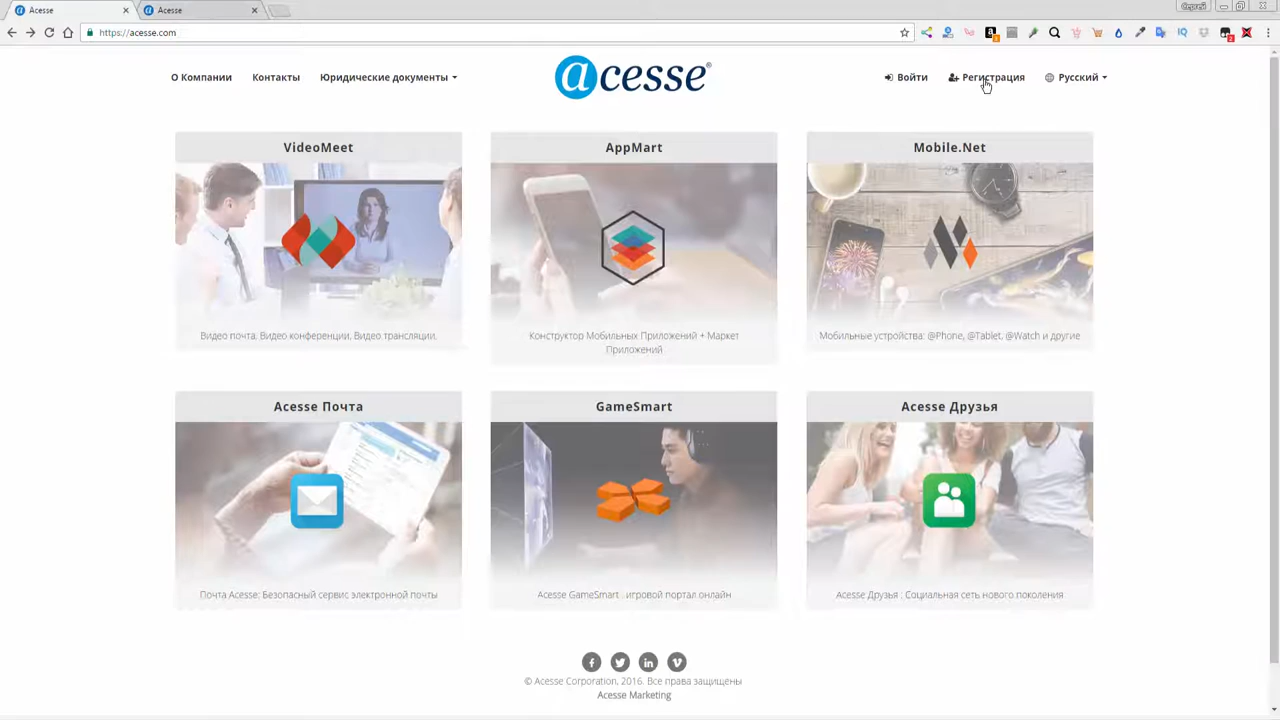 Acesse
Acesse
Сергей
https://acesse.com
О Компании
Контакты
Юридические документы
acesse®
Войти
Регистрация
Русский
VideoMeet
AppMart
Mobile.Net
Видео почта, Видео конференции, Видео трансляции.
Конструктор Мобильных Приложений + Маркет
Приложений
Мобильные устройства: @Phone, @Tablet, @Watch и другие
Acesse Почта
GameSmart
Acesse Друзья
Почта Acesse: Безопасный сервис электронной почты
Acesse GameSmart . игровой портал онлайн
Acesse Друзья : Социальная сеть нового поколения
© Acesse Corporation, 2016. Все права защищены
Acesse Marketing